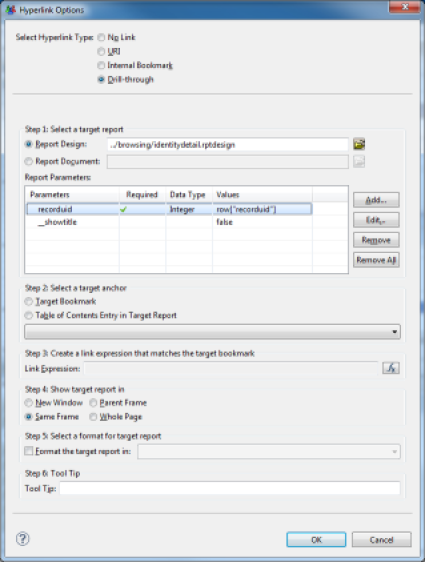 Hyperlink Options
Select Hyperlink Type: No Link
URI
Internal Bookmark
Drill-through
Step 1: Select a target report
Report Design: ../browsing/identitydetail.rptdesign
Report Document:
Report Parameters:
Parameters Required Data Type Values
recorduid Integer row["recorduid"]
__showtitle false
Add...
Edit...
Remove
Remove All
Step 2: Select a target anchor
Target Bookmark
Table of Contents Entry in Target Report
Step 3: Create a link expression that matches the target bookmark
Link Expression: fx
Step 4: Show target report in
New Window Parent Frame
Same Frame Whole Page
Step 5: Select a format for target report
Format the target report in:
Step 6: Tool Tip
Tool Tip:
? OK Cancel